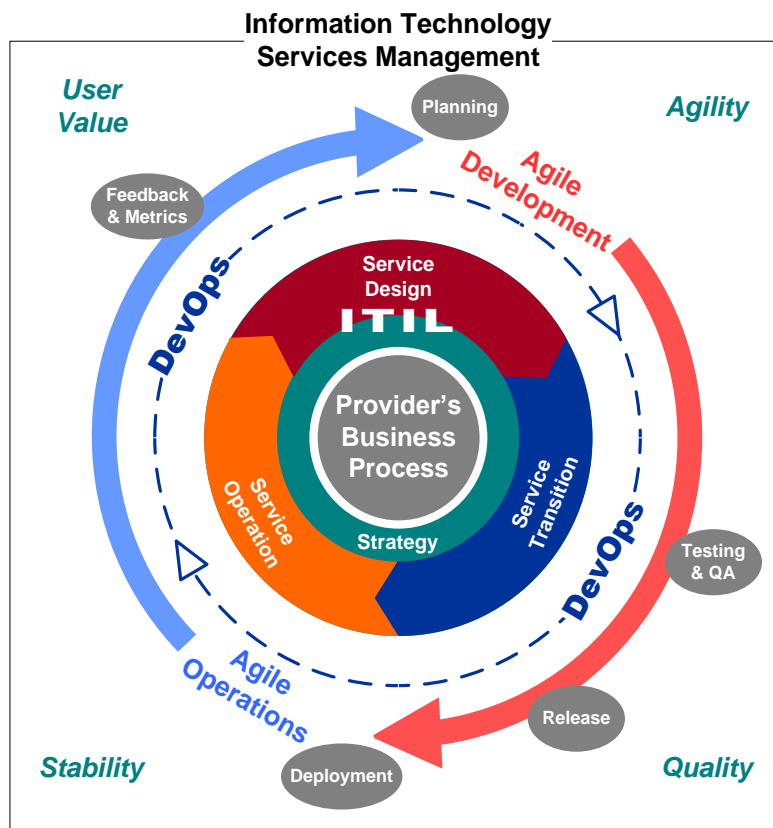 Information Technology
Services Management
User
Value
Planning
Agility
Agile
Development
Feedback
& Metrics
DevOps
Service
Design
ITIL
Provider's
Business
Process
Service
Operation
Service
Transition
Strategy
DevOps
Testing
& QA
Agile
Operations
Release
Stability
Deployment
Quality